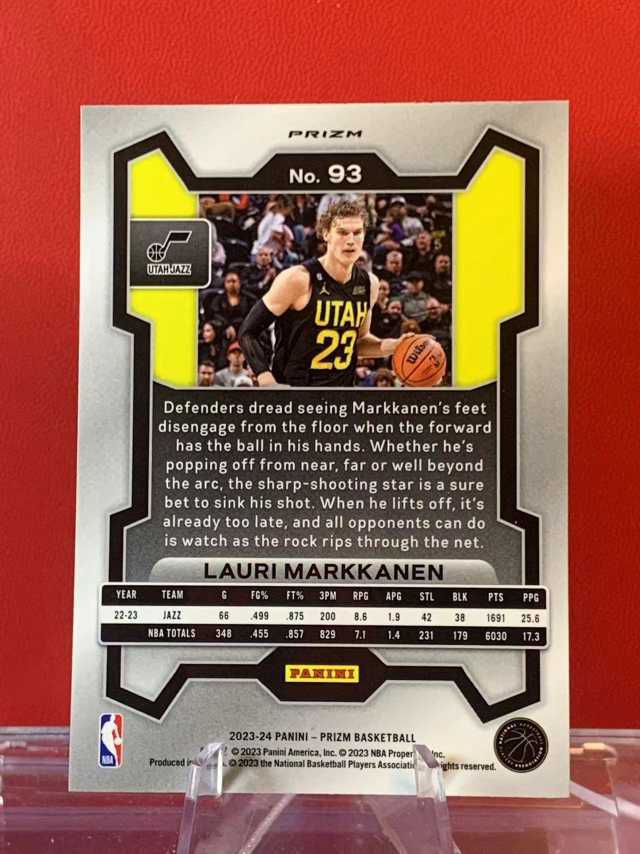 PRIZM
No. 93
UTAH JAZZ
UTAH
23
Wilson
Defenders dread seeing Markkanen's feet
disengage from the floor when the forward
has the ball in his hands. Whether he's
popping off from near, far or well beyond
the arc, the sharp-shooting star is a sure
bet to sink his shot. When he lifts off, it's
already too late, and all opponents can do
is watch as the rock rips through the net.
LAURI MARKKANEN
YEAR TEAM G FG% FT% 3PM RPG APG STL BLK PTS PPG
22-23 JAZZ 66 .499 .875 200 8.6 1.9 42 38 1691 25.6
NBA TOTALS 348 .455 .857 829 7.1 1.4 231 179 6030 17.3
PANINI
2023-24 PANINI – PRIZM BASKETBALL
© 2023 Panini America, Inc. © 2023 NBA Proper Inc.
Produced in © 2023 the National Basketball Players Associati ghts reserved.
NBA